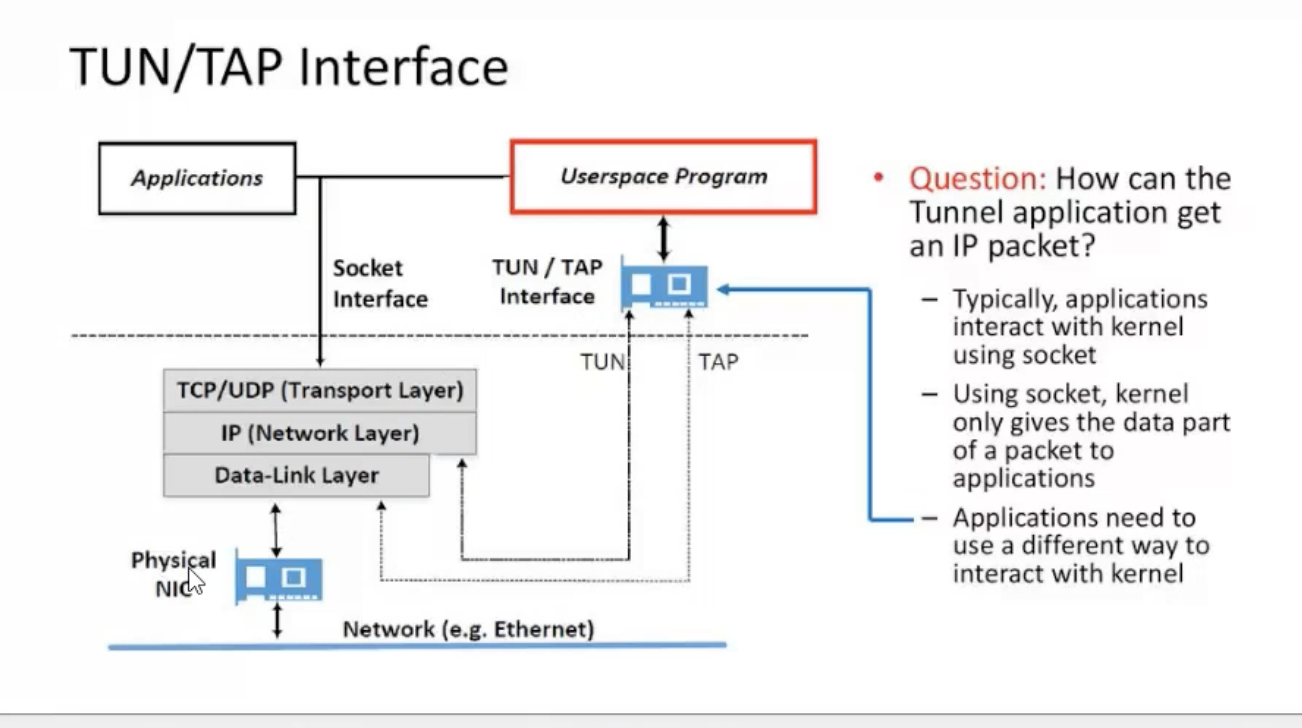 TUN/TAP Interface
Applications
Userspace Program
Socket
Interface
TUN / TAP
Interface
TUN
TAP
TCP/UDP (Transport Layer)
IP (Network Layer)
Data-Link Layer
Physical
NIC
Network (e.g. Ethernet)
• Question: How can the
Tunnel application get
an IP packet?
– Typically, applications
interact with kernel
using socket
– Using socket, kernel
only gives the data part
of a packet to
applications
– Applications need to
use a different way to
interact with kernel